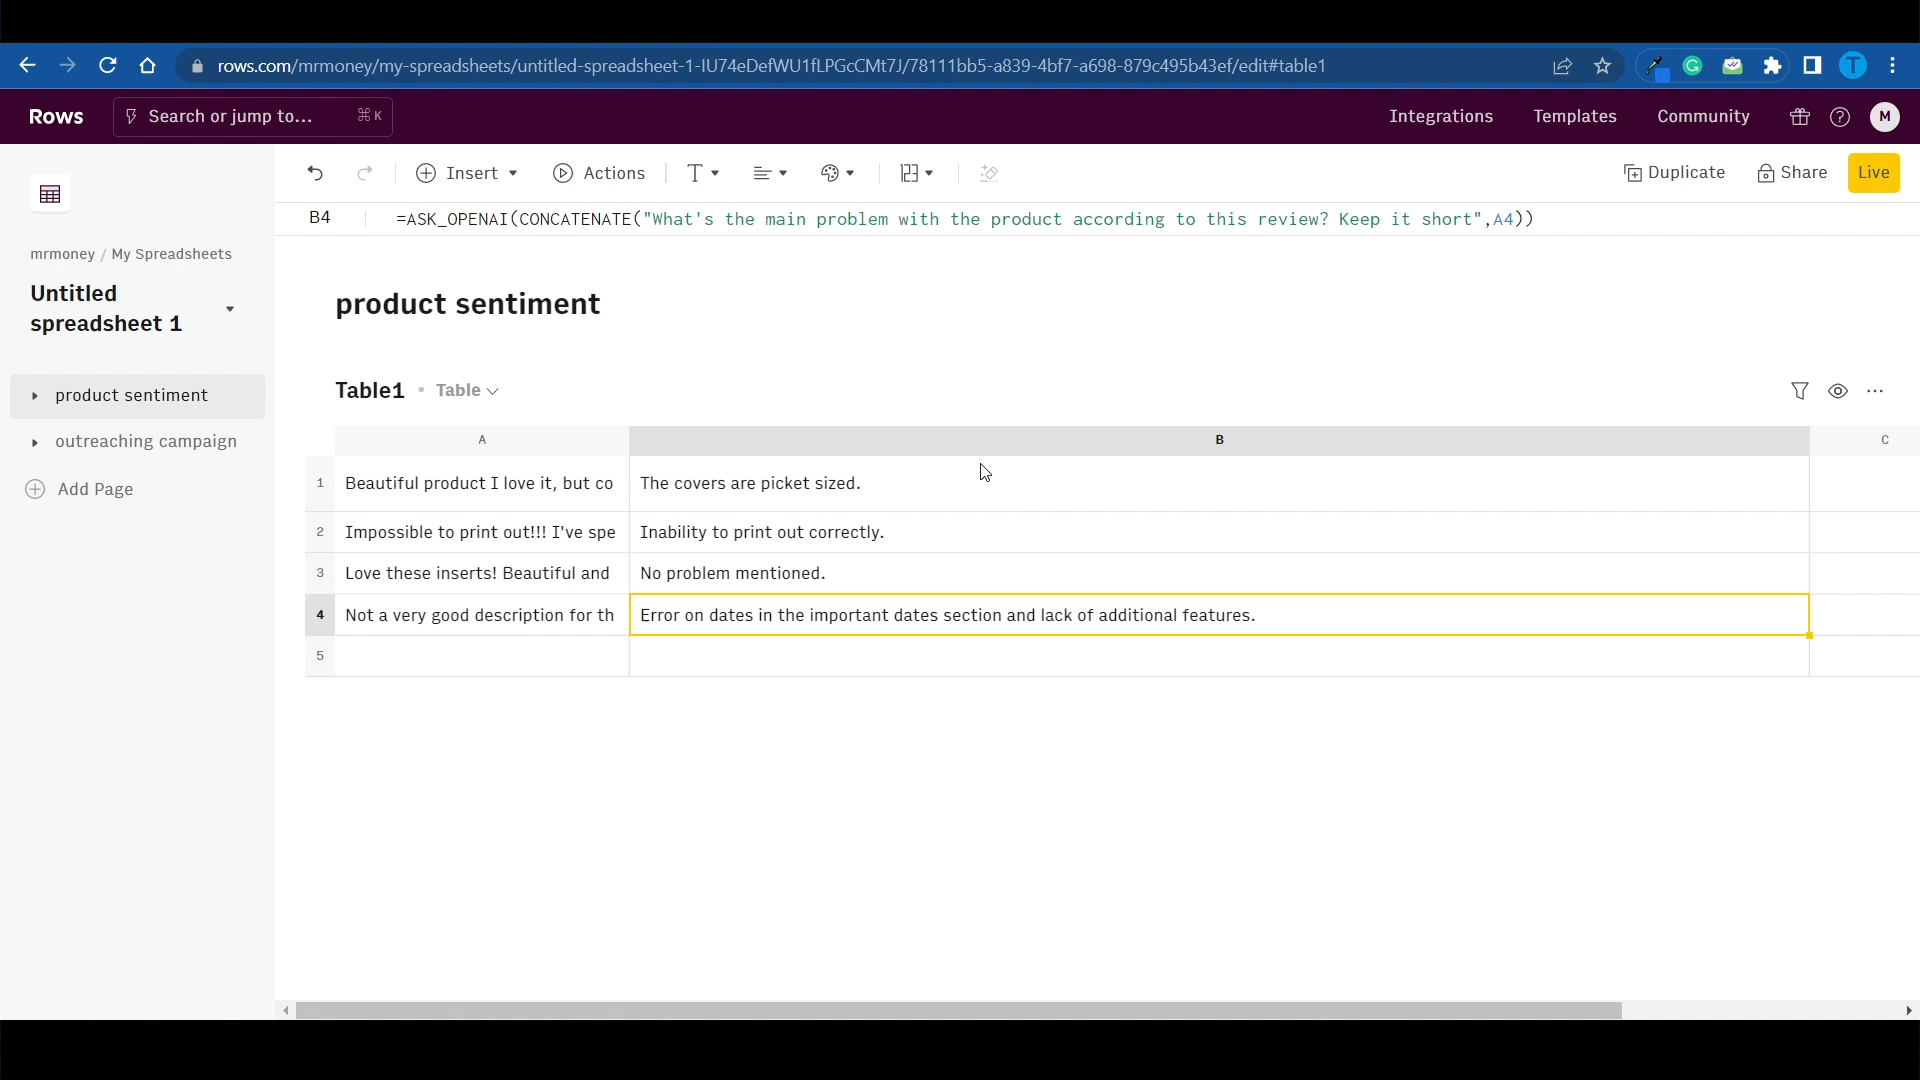 rows.com/mrmoney/my-spreadsheets/untitled-spreadsheet-1-IU74eDefWU1fLPGcCMt7J/78111bb5-a839-4bf7-a698-879c495b43ef/edit#table1
T
Rows
Search or jump to...
⌘K
Integrations
Templates
Community
M
Insert
Actions
T
Duplicate
Share
Live
B4
=ASK_OPENAI(CONCATENATE("What's the main problem with the product according to this review? Keep it short",A4))
mrmoney / My Spreadsheets
Untitled
spreadsheet 1
product sentiment
outreaching campaign
Add Page
product sentiment
Table1 • Table
A B C
1 Beautiful product I love it, but co The covers are picket sized.
2 Impossible to print out!!! I've spe Inability to print out correctly.
3 Love these inserts! Beautiful and No problem mentioned.
4 Not a very good description for th Error on dates in the important dates section and lack of additional features.
5